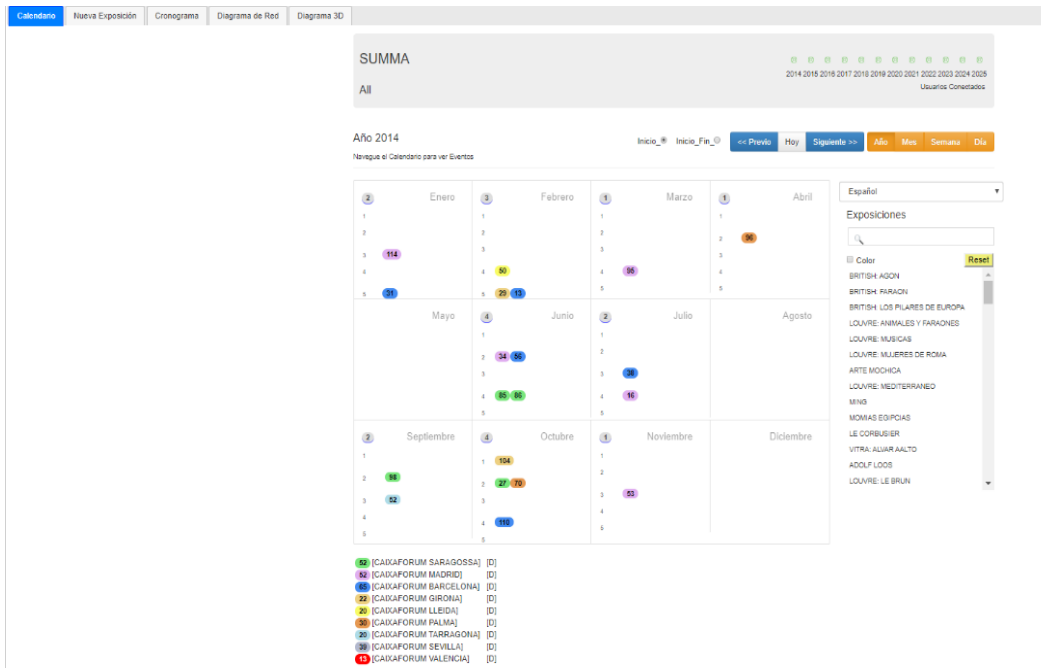 Calendario Nueva Exposición Cronograma Diagrama de Red Diagrama 3D
SUMMA
2014 2015 2016 2017 2018 2019 2020 2021 2022 2023 2024 2025
Usuarios Conectados
All
Año 2014
Inicio_ Inicio_Fin_ << Previo Hoy Siguiente >> Año Mes Semana Día
Navegue el Calendario para ver Eventos
2 Enero 3 Febrero 1 Marzo 1 Abril
1 1 1 1
2 2 2 2 96
3 114 3 3 3
4 4 50 4 95 4
5 31 5 29 13 5 5
Mayo 4 Junio 2 Julio Agosto
1 1
2 34 56 2
3 3 38
4 85 86 4 16
5 5
2 Septiembre 4 Octubre 1 Noviembre Diciembre
1 1 104 1
2 98 2 27 70 2
3 52 3 3 53
4 4 4
5 5 5
Español
Exposiciones
Color Reset
BRITISH: AGON
BRITISH: FARAON
BRITISH: LOS PILARES DE EUROPA
LOUVRE: ANIMALES Y FARAONES
LOUVRE: MUSICAS
LOUVRE: MUJERES DE ROMA
ARTE MOCHICA
LOUVRE: MEDITERRANEO
MING
MOMIAS EGIPCIAS
LE CORBUSIER
VITRA: ALVAR AALTO
ADOLF LOOS
LOUVRE: LE BRUN
52 [CAIXAFORUM SARAGOSSA] [D]
52 [CAIXAFORUM MADRID] [D]
65 [CAIXAFORUM BARCELONA] [D]
22 [CAIXAFORUM GIRONA] [D]
20 [CAIXAFORUM LLEIDA] [D]
30 [CAIXAFORUM PALMA] [D]
20 [CAIXAFORUM TARRAGONA] [D]
39 [CAIXAFORUM SEVILLA] [D]
13 [CAIXAFORUM VALENCIA] [D]